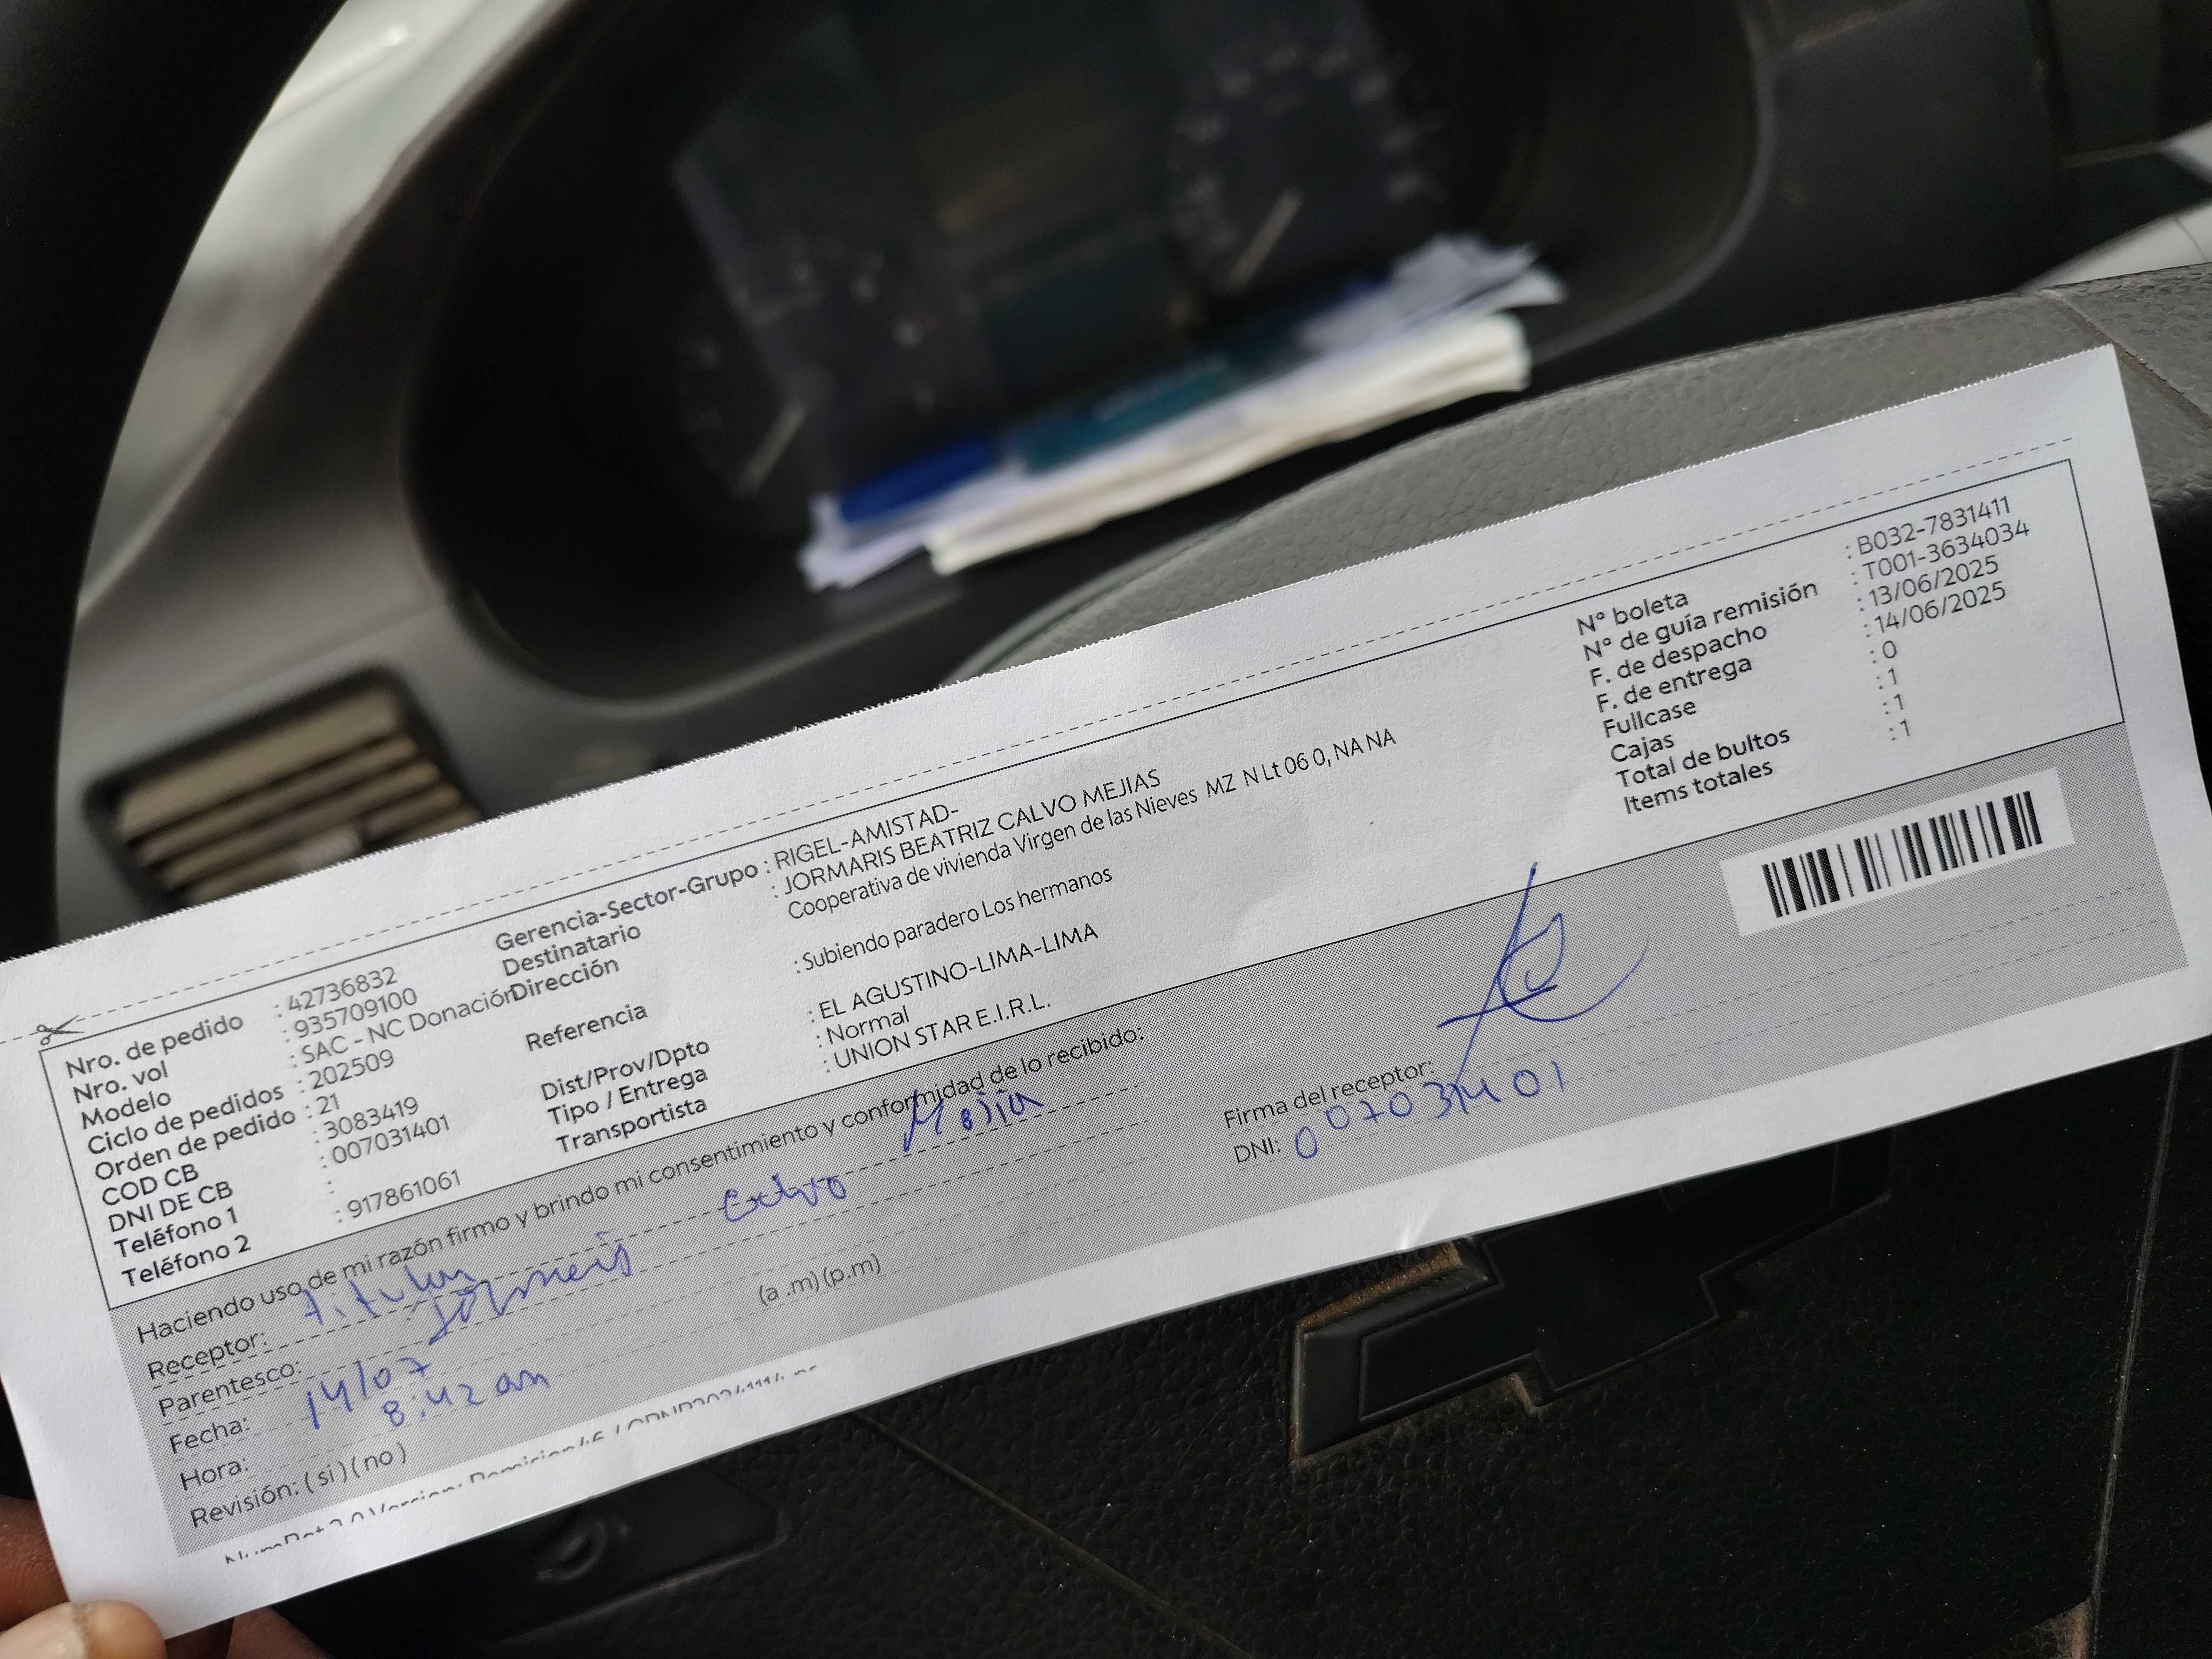 Nro. de pedido : 42736832
Nro. vol : 935709100
Modelo : SAC - NC Donación
Ciclo de pedidos : 202509
Orden de pedido : 21
COD CB : 3083419
DNI DE CB : 007031401
Teléfono 1 :
Teléfono 2 : 917861061
Gerencia-Sector-Grupo : RIGEL-AMISTAD-
Destinatario : JORMARIS BEATRIZ CALVO MEJIAS
Dirección Cooperativa de vivienda Virgen de las Nieves MZ N Lt 06 0, NA NA
Referencia : Subiendo paradero Los hermanos
Dist/Prov/Dpto : EL AGUSTINO-LIMA-LIMA
Tipo / Entrega : Normal
Transportista : UNION STAR E.I.R.L.
N° boleta : B032-7831411
N° de guía remisión : T001-3634034
F. de despacho : 13/06/2025
F. de entrega : 14/06/2025
Fullcase : 0
Cajas : 1
Total de bultos : 1
Items totales : 1
Haciendo uso de mi razón firmo y brindo mi consentimiento y conformidad de lo recibido:
Receptor: titular Calvo Mejia
Parentesco: Jormaris
Fecha: 14/07
Hora: 8:42 am (a .m) (p.m)
Revisión: ( si ) ( no )
Firma del receptor:
DNI: 007031401